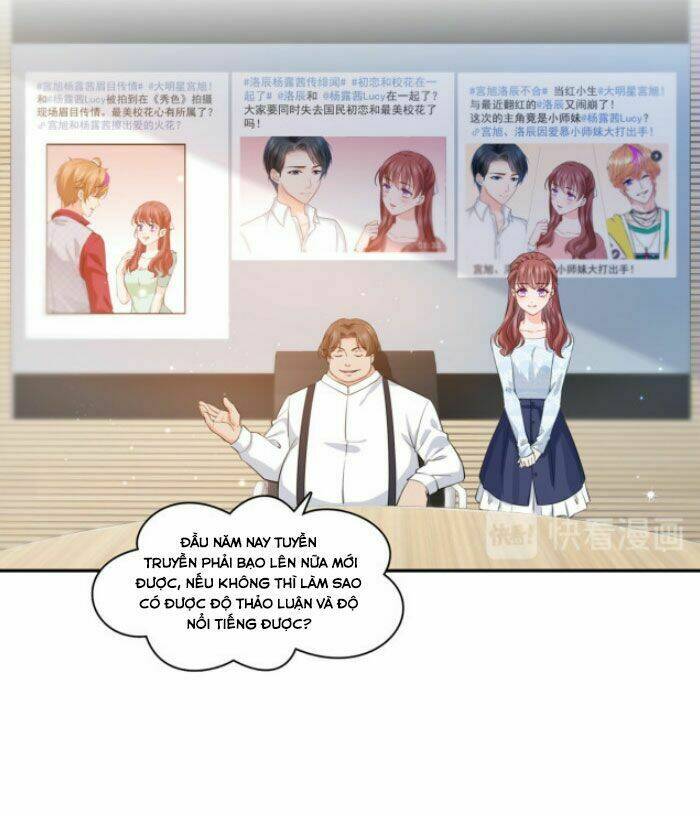 #宫旭杨露茜眉目传情# #大明星宫旭!
和#杨露茜Lucy被拍到在《秀色》拍摄
现场眉目传情。最美校花心有所属了?
宫旭和杨露茜擦出爱的火花?
#洛辰杨露茜传绯闻# #初恋和校花在一
起了# @洛辰和 @杨露茜Lucy在一起了?
大家要同时失去国民初恋和最美校花了
吗!
#宫旭洛辰不合# 当红小生#大明星宫旭!
与最近翻红的@洛辰又闹崩了!
这次的主角竟是小师妹@杨露茜Lucy?
宫旭、洛辰因爱慕小师妹大打出手!
宫旭、
小师妹大打出手!
ĐẦU NĂM NAY TUYỀN
TRUYỀN PHẢI BẠO LÊN NỮA MỚI
ĐƯỢC, NẾU KHÔNG THÌ LÀM SAO
CÓ ĐƯỢC ĐỘ THẢO LUẬN VÀ ĐỘ
NỔI TIẾNG ĐƯỢC?
快看!
快看漫画